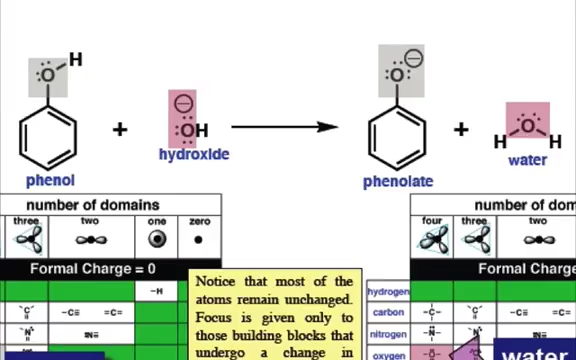 H
O
O
+
OH
+
O
H H
phenol
hydroxide
phenolate
water
number of domains
three two one zero
Formal Charge = 0
-H
C -C≡ =C=
N ≡N≡
Notice that most of the
atoms remain unchanged.
Focus is given only to
those building blocks that
undergo a change in
number of dom
four three two
Formal Charge
hydrogen
carbon -C- C -C≡ =C=
nitrogen -N- N ≡N≡
oxygen
water